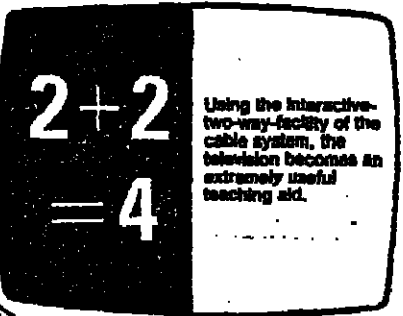 2+2
=4
Using the interactive-
two-way-facility of the
cable system, the
television becomes an
extremely useful
teaching aid.